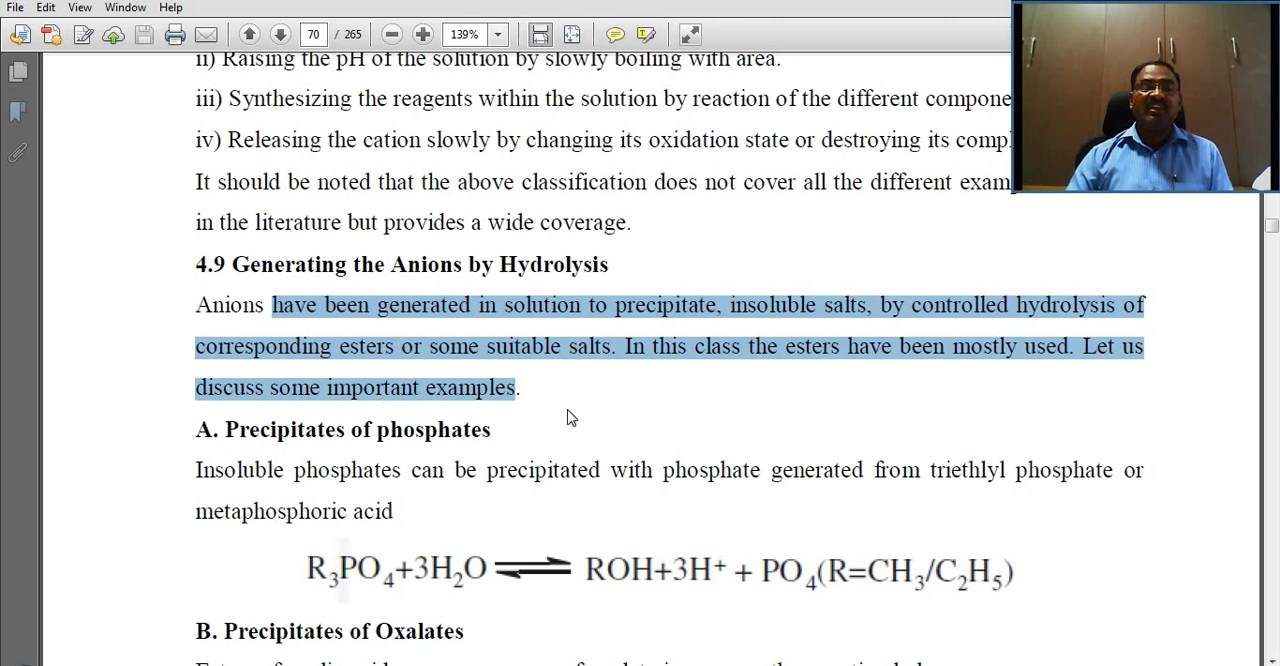 File Edit View Window Help
70 / 265 139%
ii) Raising the pH of the solution by slowly boiling with area.
iii) Synthesizing the reagents within the solution by reaction of the different compone
iv) Releasing the cation slowly by changing its oxidation state or destroying its compl
It should be noted that the above classification does not cover all the different exam
in the literature but provides a wide coverage.
4.9 Generating the Anions by Hydrolysis
Anions have been generated in solution to precipitate, insoluble salts, by controlled hydrolysis of
corresponding esters or some suitable salts. In this class the esters have been mostly used. Let us
discuss some important examples.
A. Precipitates of phosphates
Insoluble phosphates can be precipitated with phosphate generated from triethlyl phosphate or
metaphosphoric acid
R₃PO₄+3H₂O ⇌ ROH+3H⁺ + PO₄(R=CH₃/C₂H₅)
B. Precipitates of Oxalates